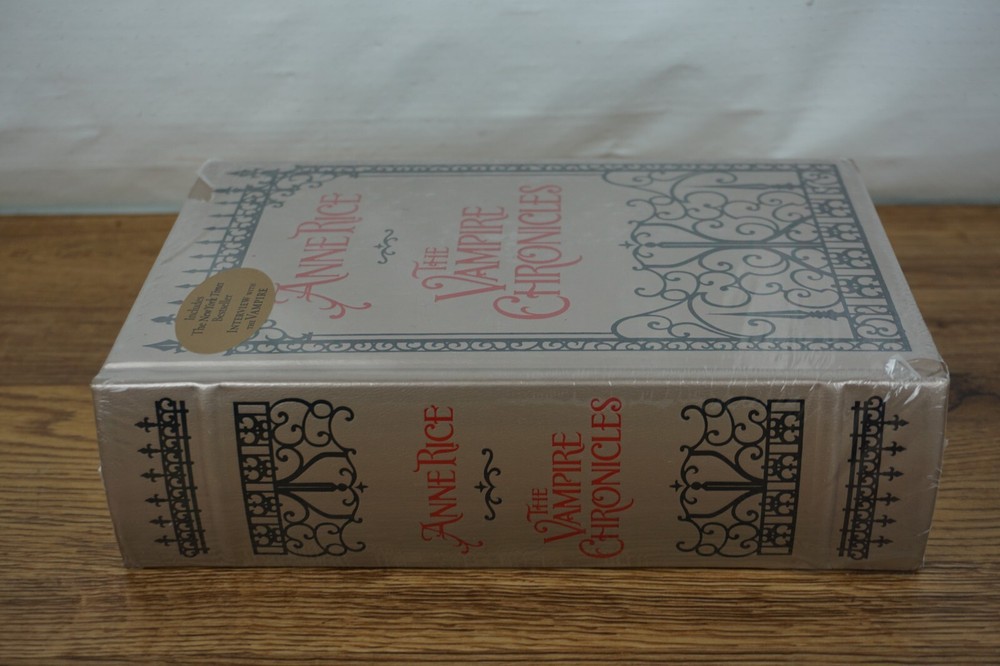 ANNE RICE
THE
VAMPIRE
CHRONICLES
Includes
The New York Times
Bestseller
INTERVIEW WITH
THE VAMPIRE
ANNE RICE
THE
VAMPIRE
CHRONICLES